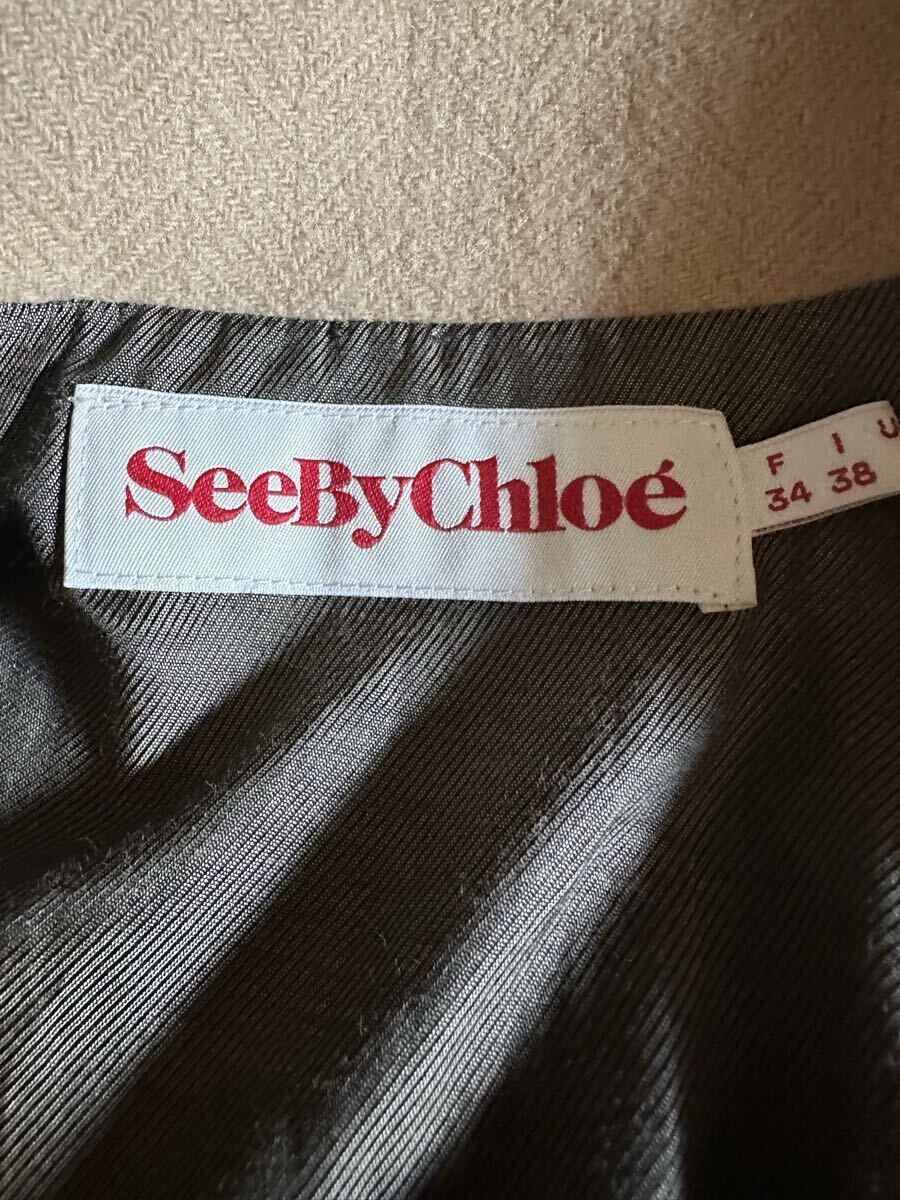 SeeByChloé
F I U
34 38